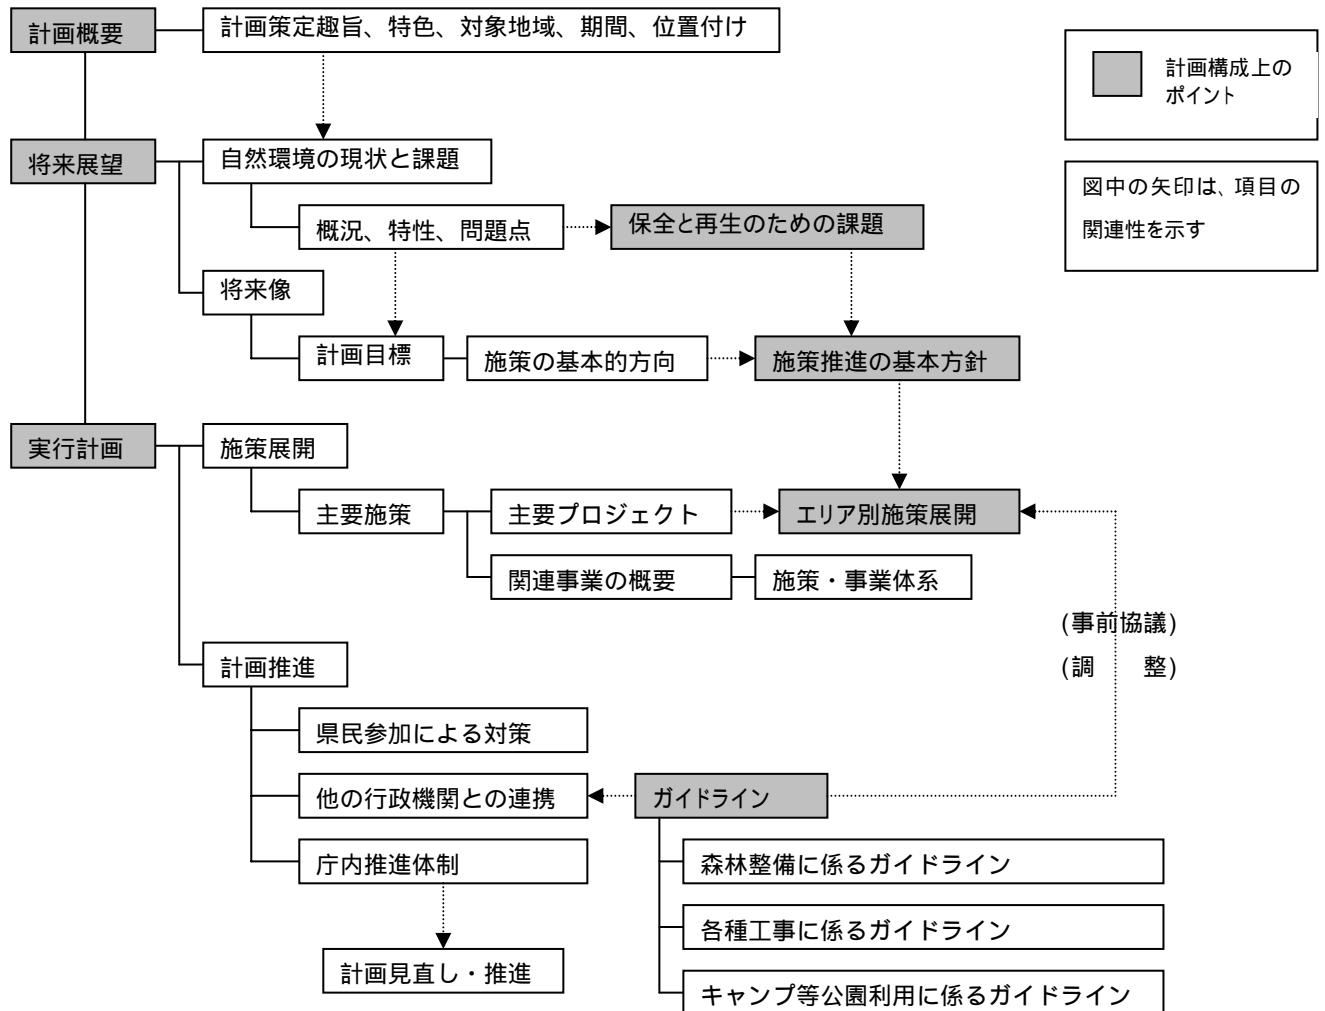 計画概要
計画策定趣旨、特色、対象地域、期間、位置付け
計画構成上の
ポイント
将来展望
自然環境の現状と課題
図中の矢印は、項目の
関連性を示す
概況、特性、問題点
保全と再生のための課題
将来像
計画目標
施策の基本的方向
施策推進の基本方針
実行計画
施策展開
主要施策
主要プロジェクト
エリア別施策展開
関連事業の概要
施策・事業体系
(事前協議)
(調　　整)
計画推進
県民参加による対策
他の行政機関との連携
ガイドライン
庁内推進体制
森林整備に係るガイドライン
各種工事に係るガイドライン
計画見直し・推進
キャンプ等公園利用に係るガイドライン